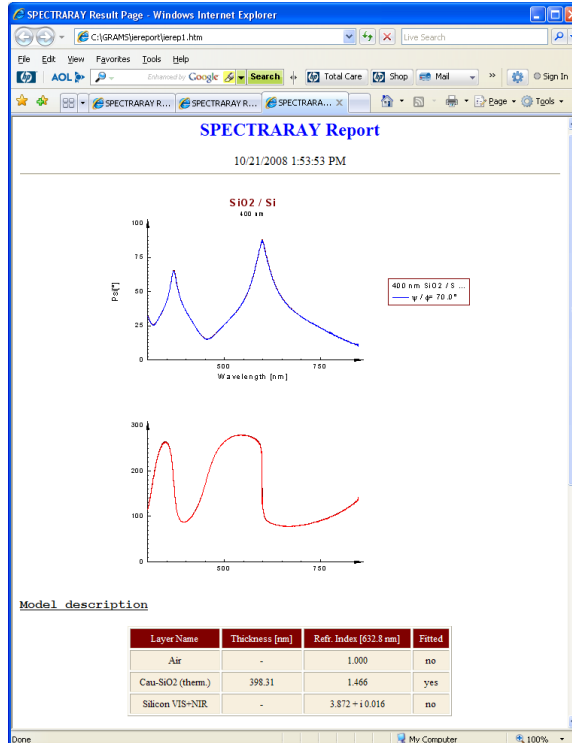 SPECTRARAY Result Page - Windows Internet Explorer
C:\GRAMS\iereport\ierep1.htm
Live Search
File Edit View Favorites Tools Help
AOL Enhanced by Google Search Total Care Shop Mail Sign In
SPECTRARAY R... SPECTRARAY R... SPECTRARA... X Page Tools
SPECTRARAY Report
10/21/2008 1:53:53 PM
SiO2 / Si
400 nm
100
75
50
25
0
Psi[°]
500 750
Wavelength [nm]
400 nm SiO2 / S ...
ψ / ϕ= 70.0°
300
200
100
0
500 750
Model description
Layer Name Thickness [nm] Refr. Index [632.8 nm] Fitted
Air - 1.000 no
Cau-SiO2 (therm.) 398.31 1.466 yes
Silicon VIS+NIR - 3.872 + i 0.016 no
Done My Computer 100%